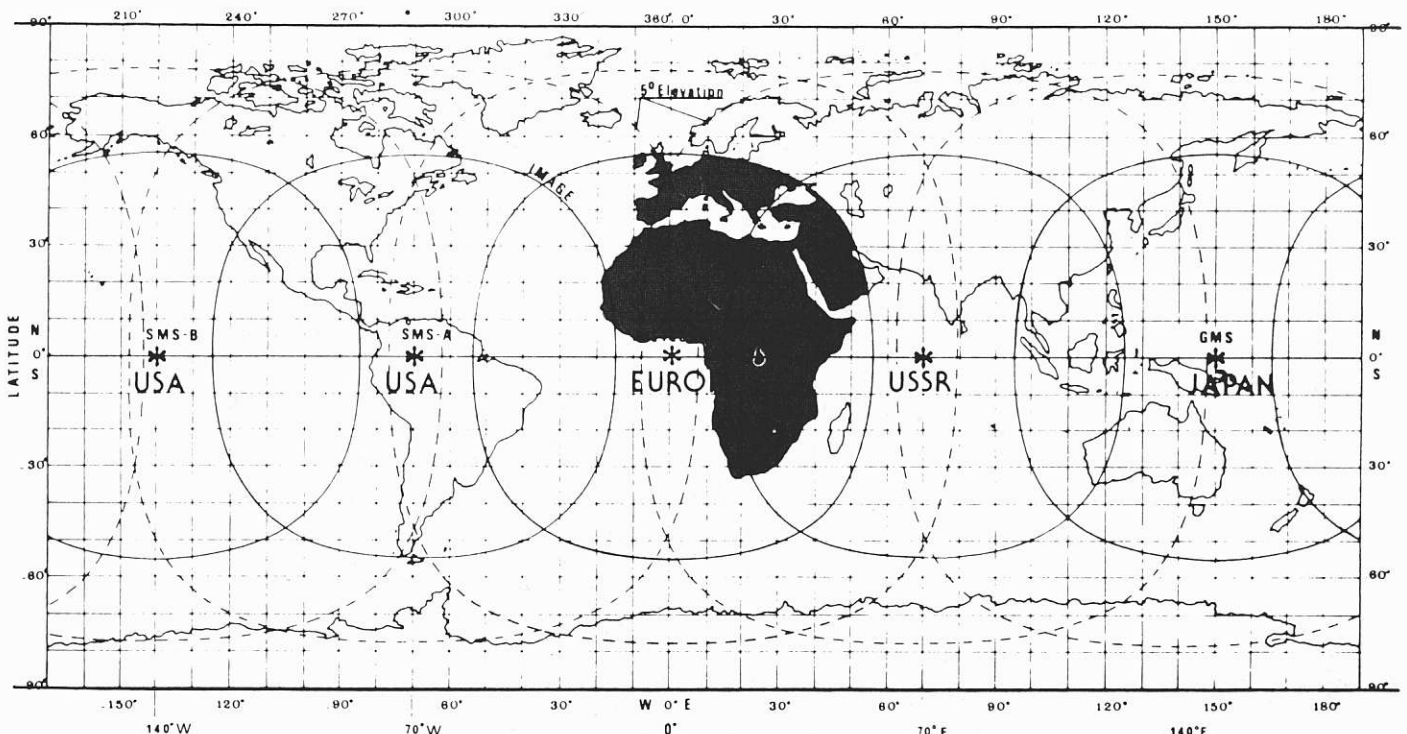 210° 240° 270° 300° 330° 360° 0° 30° 60° 90° 120° 150° 180°
5° Elevation
60° 60°
IMAGE
30° 30°
LATITUDE
N SMS-B SMS-A GMS N
0° 0°
S S
USA USA EURO USSR JAPAN
30° 30°
60° 60°
90° 90°
150° 120° 90° 60° 30° W 0° E 30° 60° 90° 120° 150° 180°
140°W 70°W 0° 70°E 140°E